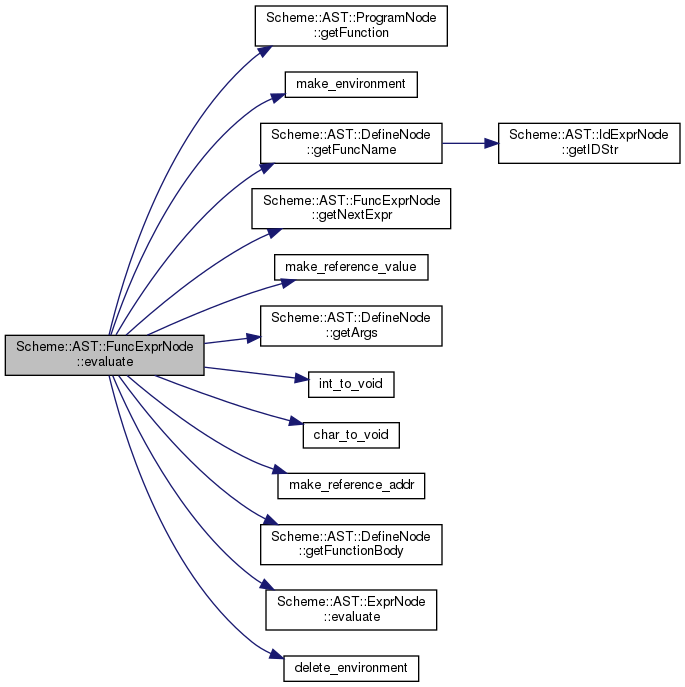 Scheme::AST::ProgramNode
::getFunction
make_environment
Scheme::AST::DefineNode
::getFuncName
Scheme::AST::IdExprNode
::getIDStr
Scheme::AST::FuncExprNode
::getNextExpr
make_reference_value
Scheme::AST::DefineNode
::getArgs
Scheme::AST::FuncExprNode
::evaluate
int_to_void
char_to_void
make_reference_addr
Scheme::AST::DefineNode
::getFunctionBody
Scheme::AST::ExprNode
::evaluate
delete_environment